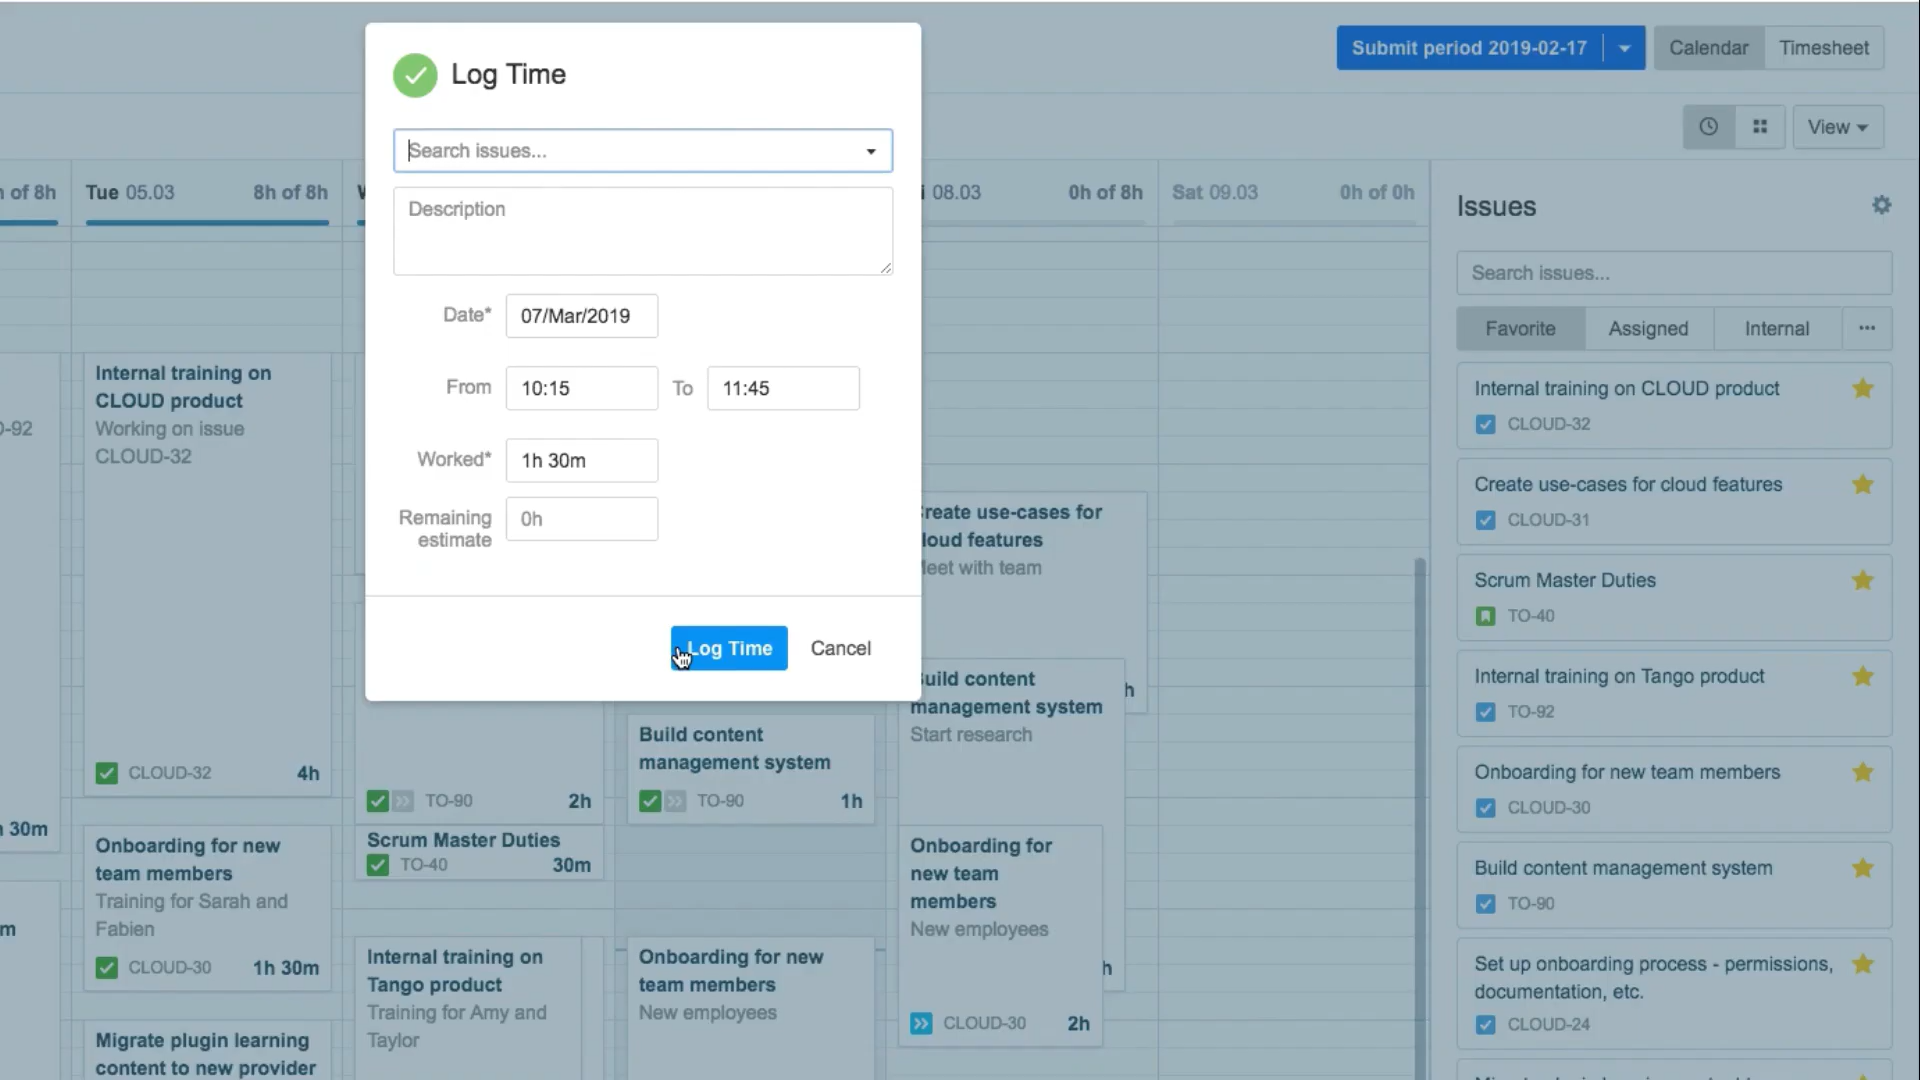 Submit period 2019-02-17
Calendar
Timesheet
View
Log Time
Search issues...
Description
Date*
07/Mar/2019
From
10:15
To
11:45
Worked*
1h 30m
Remaining
estimate
0h
Log Time
Cancel
of 8h
Tue 05.03
8h of 8h
08.03
0h of 8h
Sat 09.03
0h of 0h
-92
30m
Internal training on
CLOUD product
Working on issue
CLOUD-32
CLOUD-32
4h
Onboarding for new
team members
Training for Sarah and
Fabien
CLOUD-30
1h 30m
Migrate plugin learning
content to new provider
TO-90
2h
Scrum Master Duties
TO-40
30m
Internal training on
Tango product
Training for Amy and
Taylor
Build content
management system
TO-90
1h
Onboarding for new
team members
New employees
reate use-cases for
loud features
eet with team
h
uild content
management system
Start research
h
Onboarding for
new team
members
New employees
CLOUD-30
2h
Issues
Search issues...
Favorite
Assigned
Internal
...
Internal training on CLOUD product
CLOUD-32
Create use-cases for cloud features
CLOUD-31
Scrum Master Duties
TO-40
Internal training on Tango product
TO-92
Onboarding for new team members
CLOUD-30
Build content management system
TO-90
Set up onboarding process - permissions,
documentation, etc.
CLOUD-24